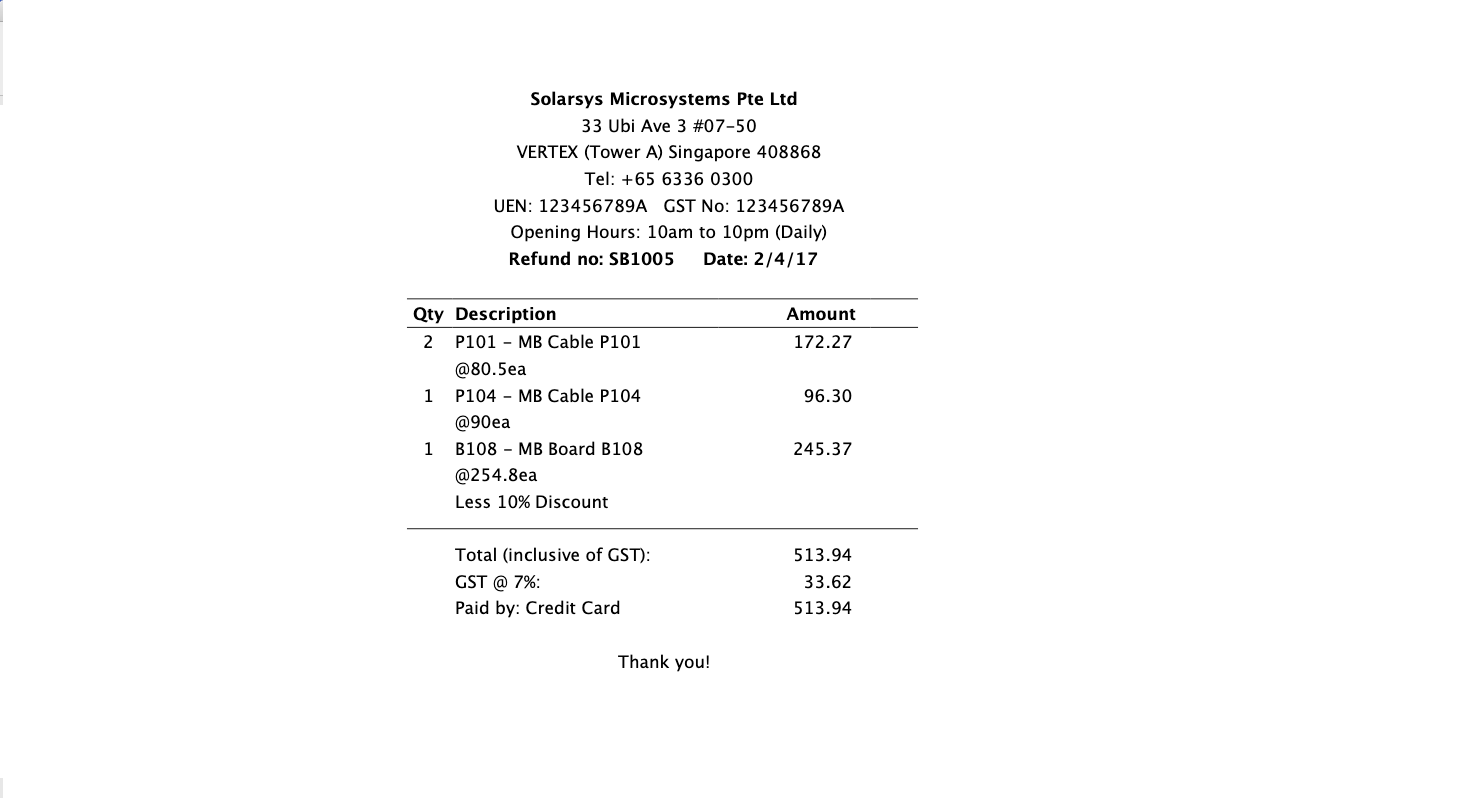 Solarsys Microsystems Pte Ltd
33 Ubi Ave 3 #07-50
VERTEX (Tower A) Singapore 408868
Tel: +65 6336 0300
UEN: 123456789A GST No: 123456789A
Opening Hours: 10am to 10pm (Daily)
Refund no: SB1005 Date: 2/4/17
Qty Description Amount
2 P101 - MB Cable P101 172.27
@80.5ea
1 P104 - MB Cable P104 96.30
@90ea
1 B108 - MB Board B108 245.37
@254.8ea
Less 10% Discount
Total (inclusive of GST): 513.94
GST @ 7%: 33.62
Paid by: Credit Card 513.94
Thank you!